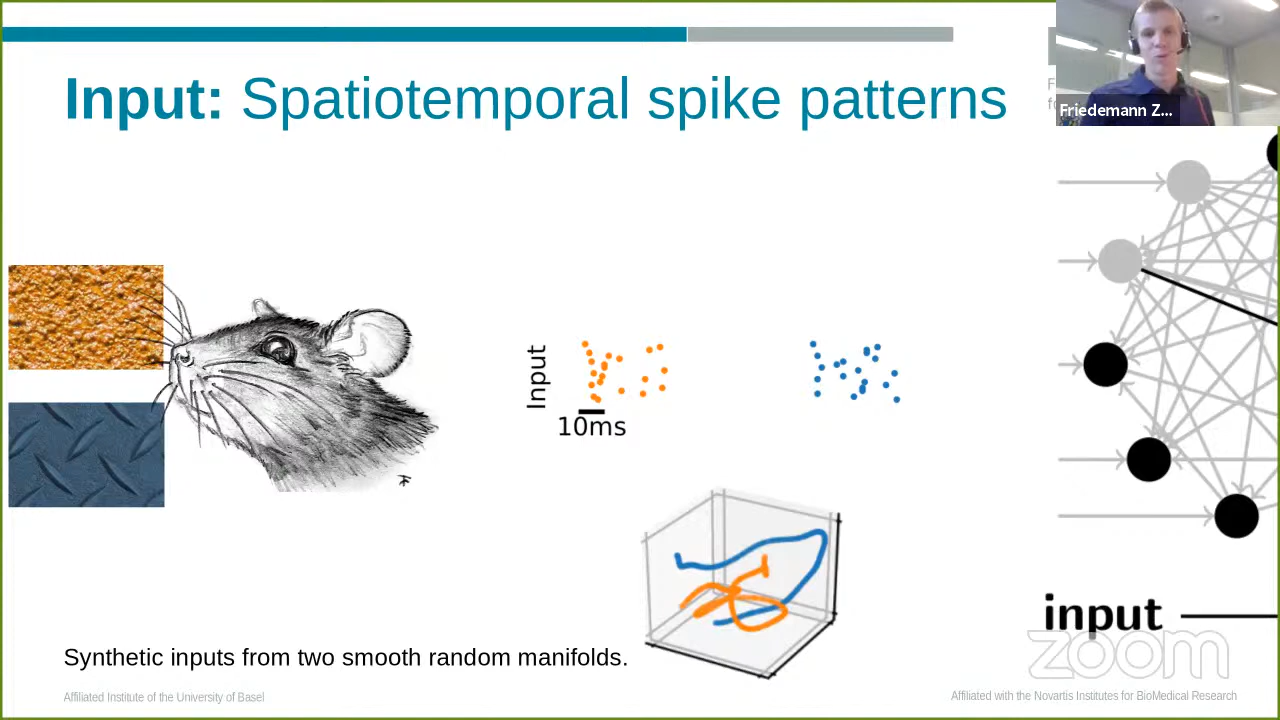 Input: Spatiotemporal spike patterns
F
f
Friedemann Z...
Input
10ms
input
zoom
Synthetic inputs from two smooth random manifolds.
Affiliated Institute of the University of Basel
Affiliated with the Novartis Institutes for BioMedical Research